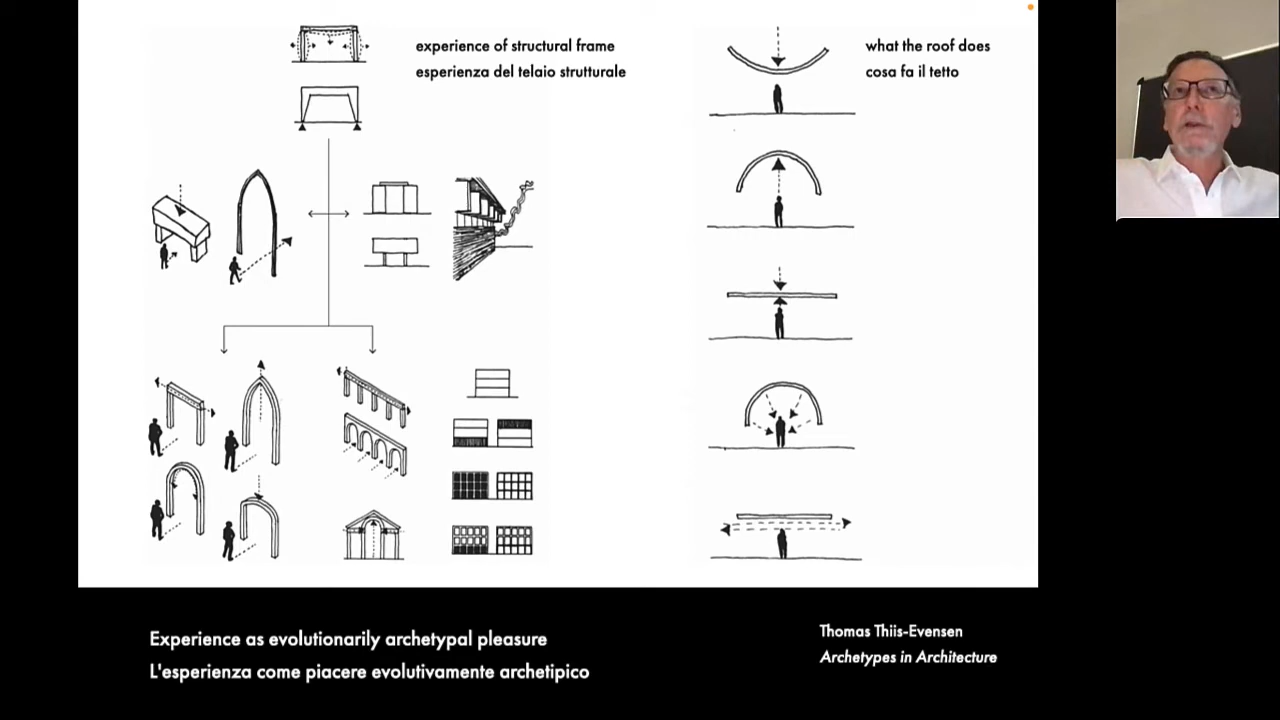 experience of structural frame
esperienza del telaio strutturale
what the roof does
cosa fa il tetto
Experience as evolutionarily archetypal pleasure
L'esperienza come piacere evolutivamente archetipico
Thomas Thiis-Evensen
Archetypes in Architecture